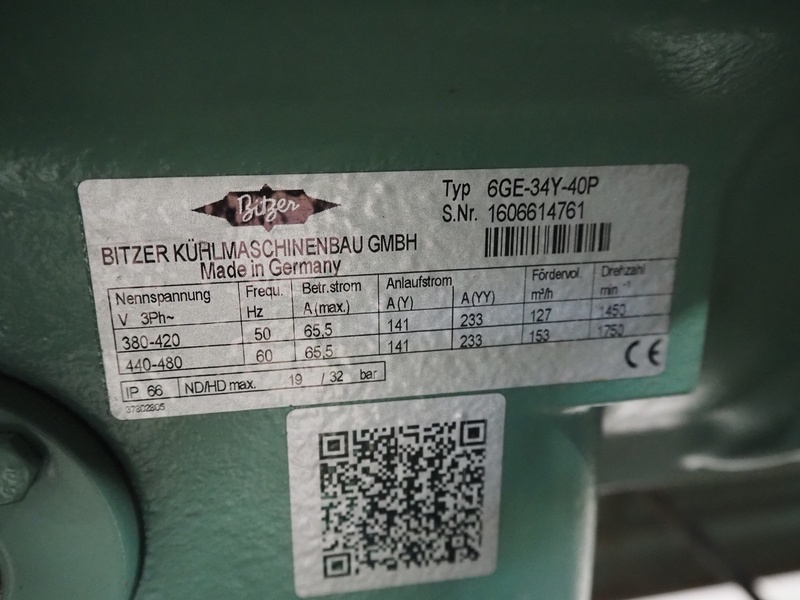 Bitzer
Typ 6GE-34Y-40P
S.Nr. 1606614761
BITZER KÜHLMASCHINENBAU GMBH
Made in Germany
Nennspannung Frequ. Betr.strom Anlaufstrom Fördervol. Drehzahl
V 3Ph~ Hz A (max.) A (Y) A (YY) m³/h min⁻¹
380-420 50 65,5 141 233 127 1450
440-480 60 65,5 141 233 153 1750
IP 66 ND/HD max. 19 / 32 bar CE